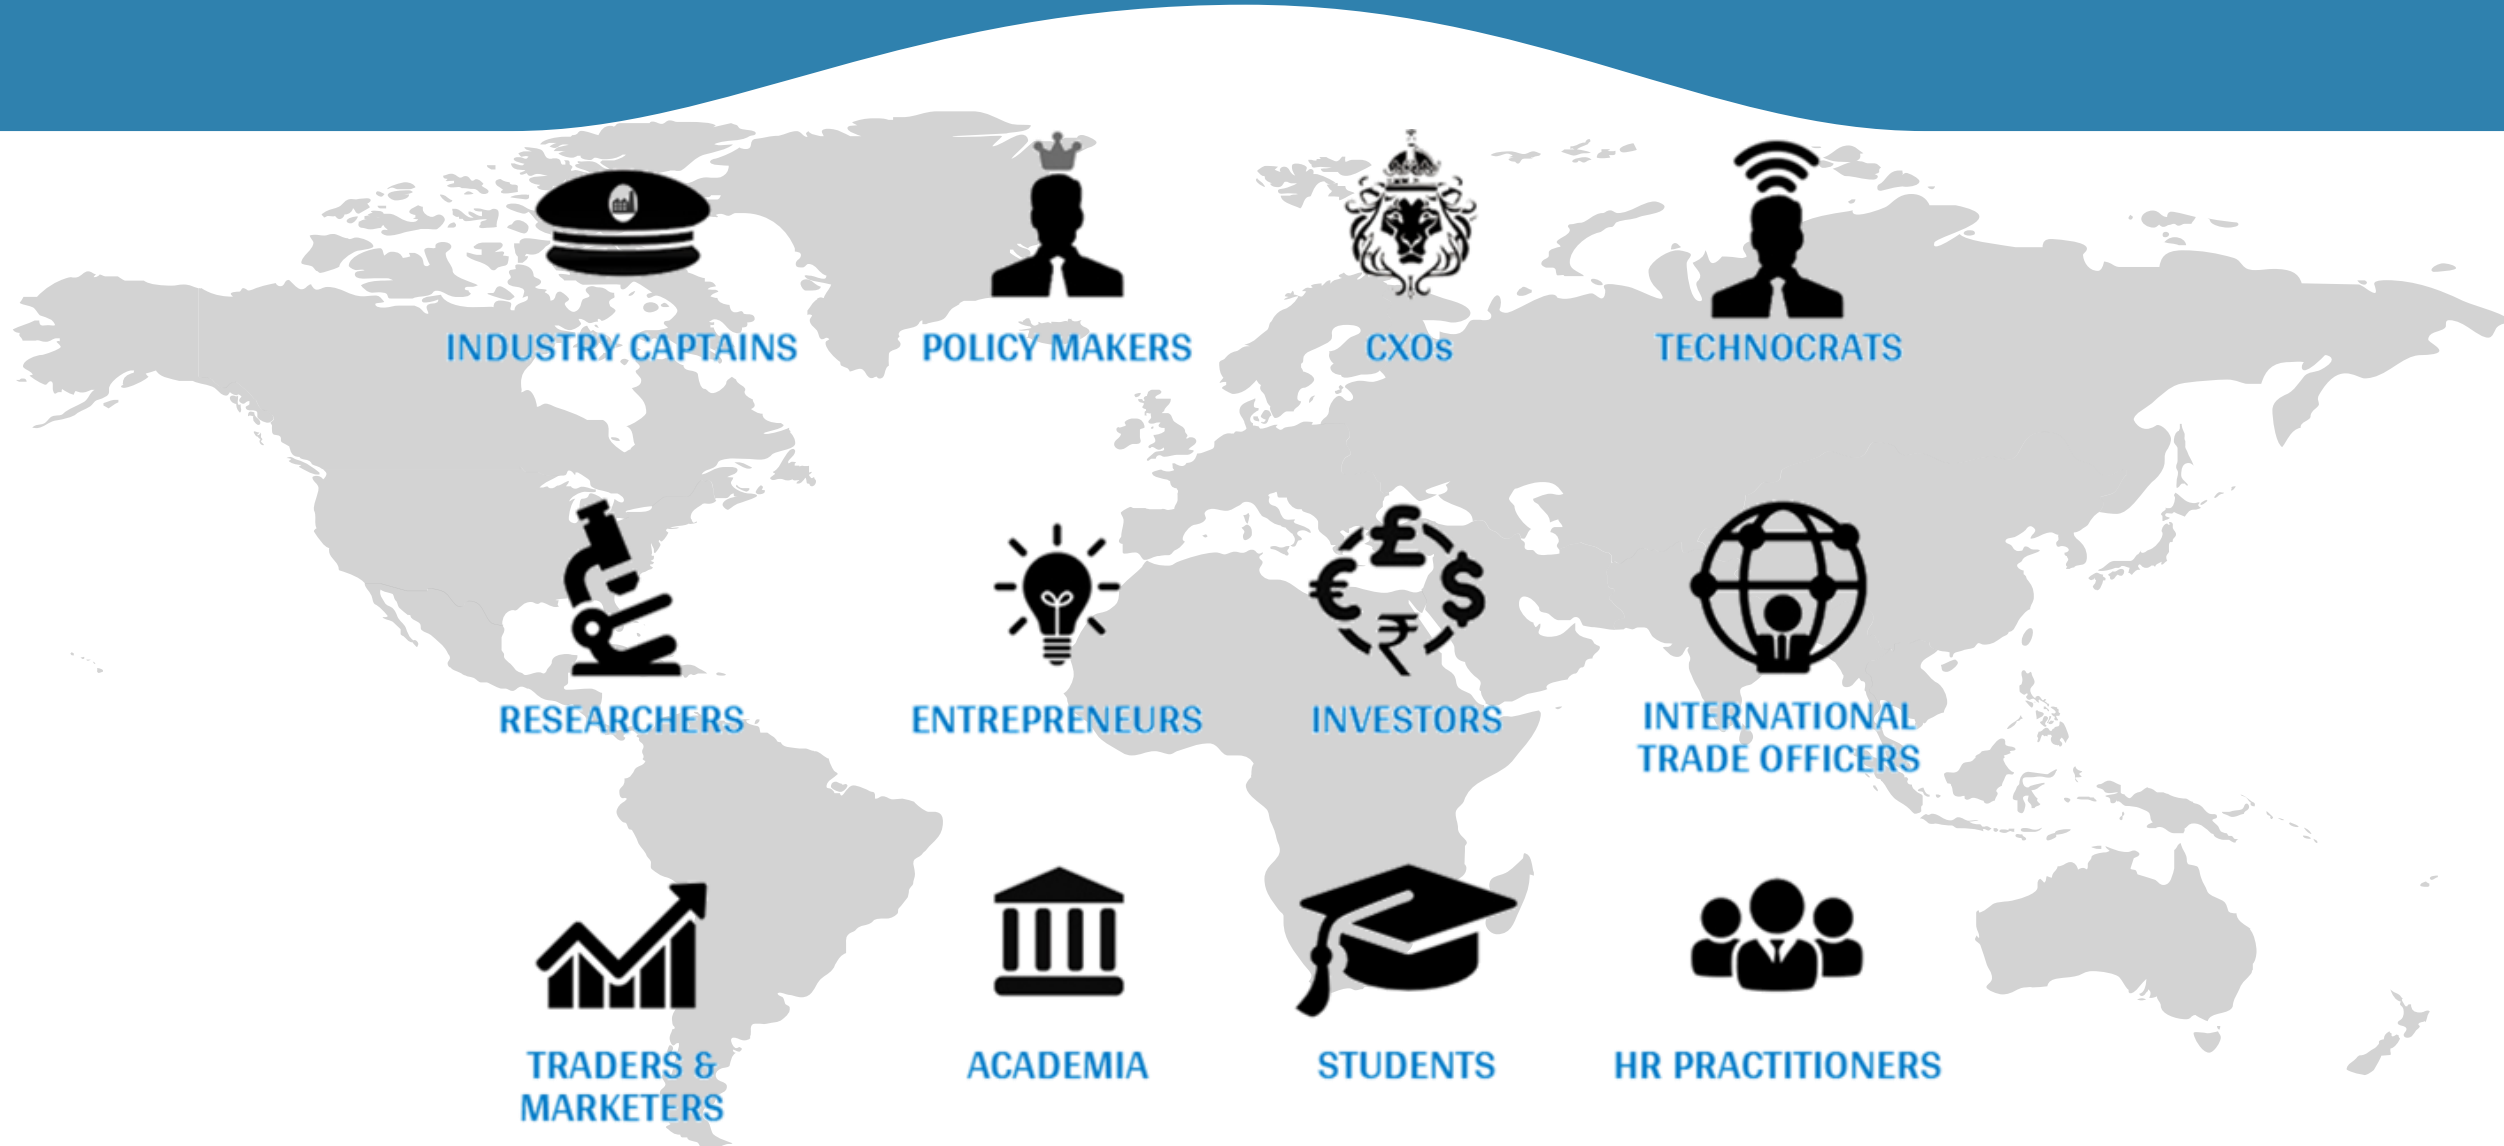 INDUSTRY CAPTAINS
POLICY MAKERS
CXOs
TECHNOCRATS
RESEARCHERS
ENTREPRENEURS
INVESTORS
INTERNATIONAL
TRADE OFFICERS
TRADERS &
MARKETERS
ACADEMIA
STUDENTS
HR PRACTITIONERS